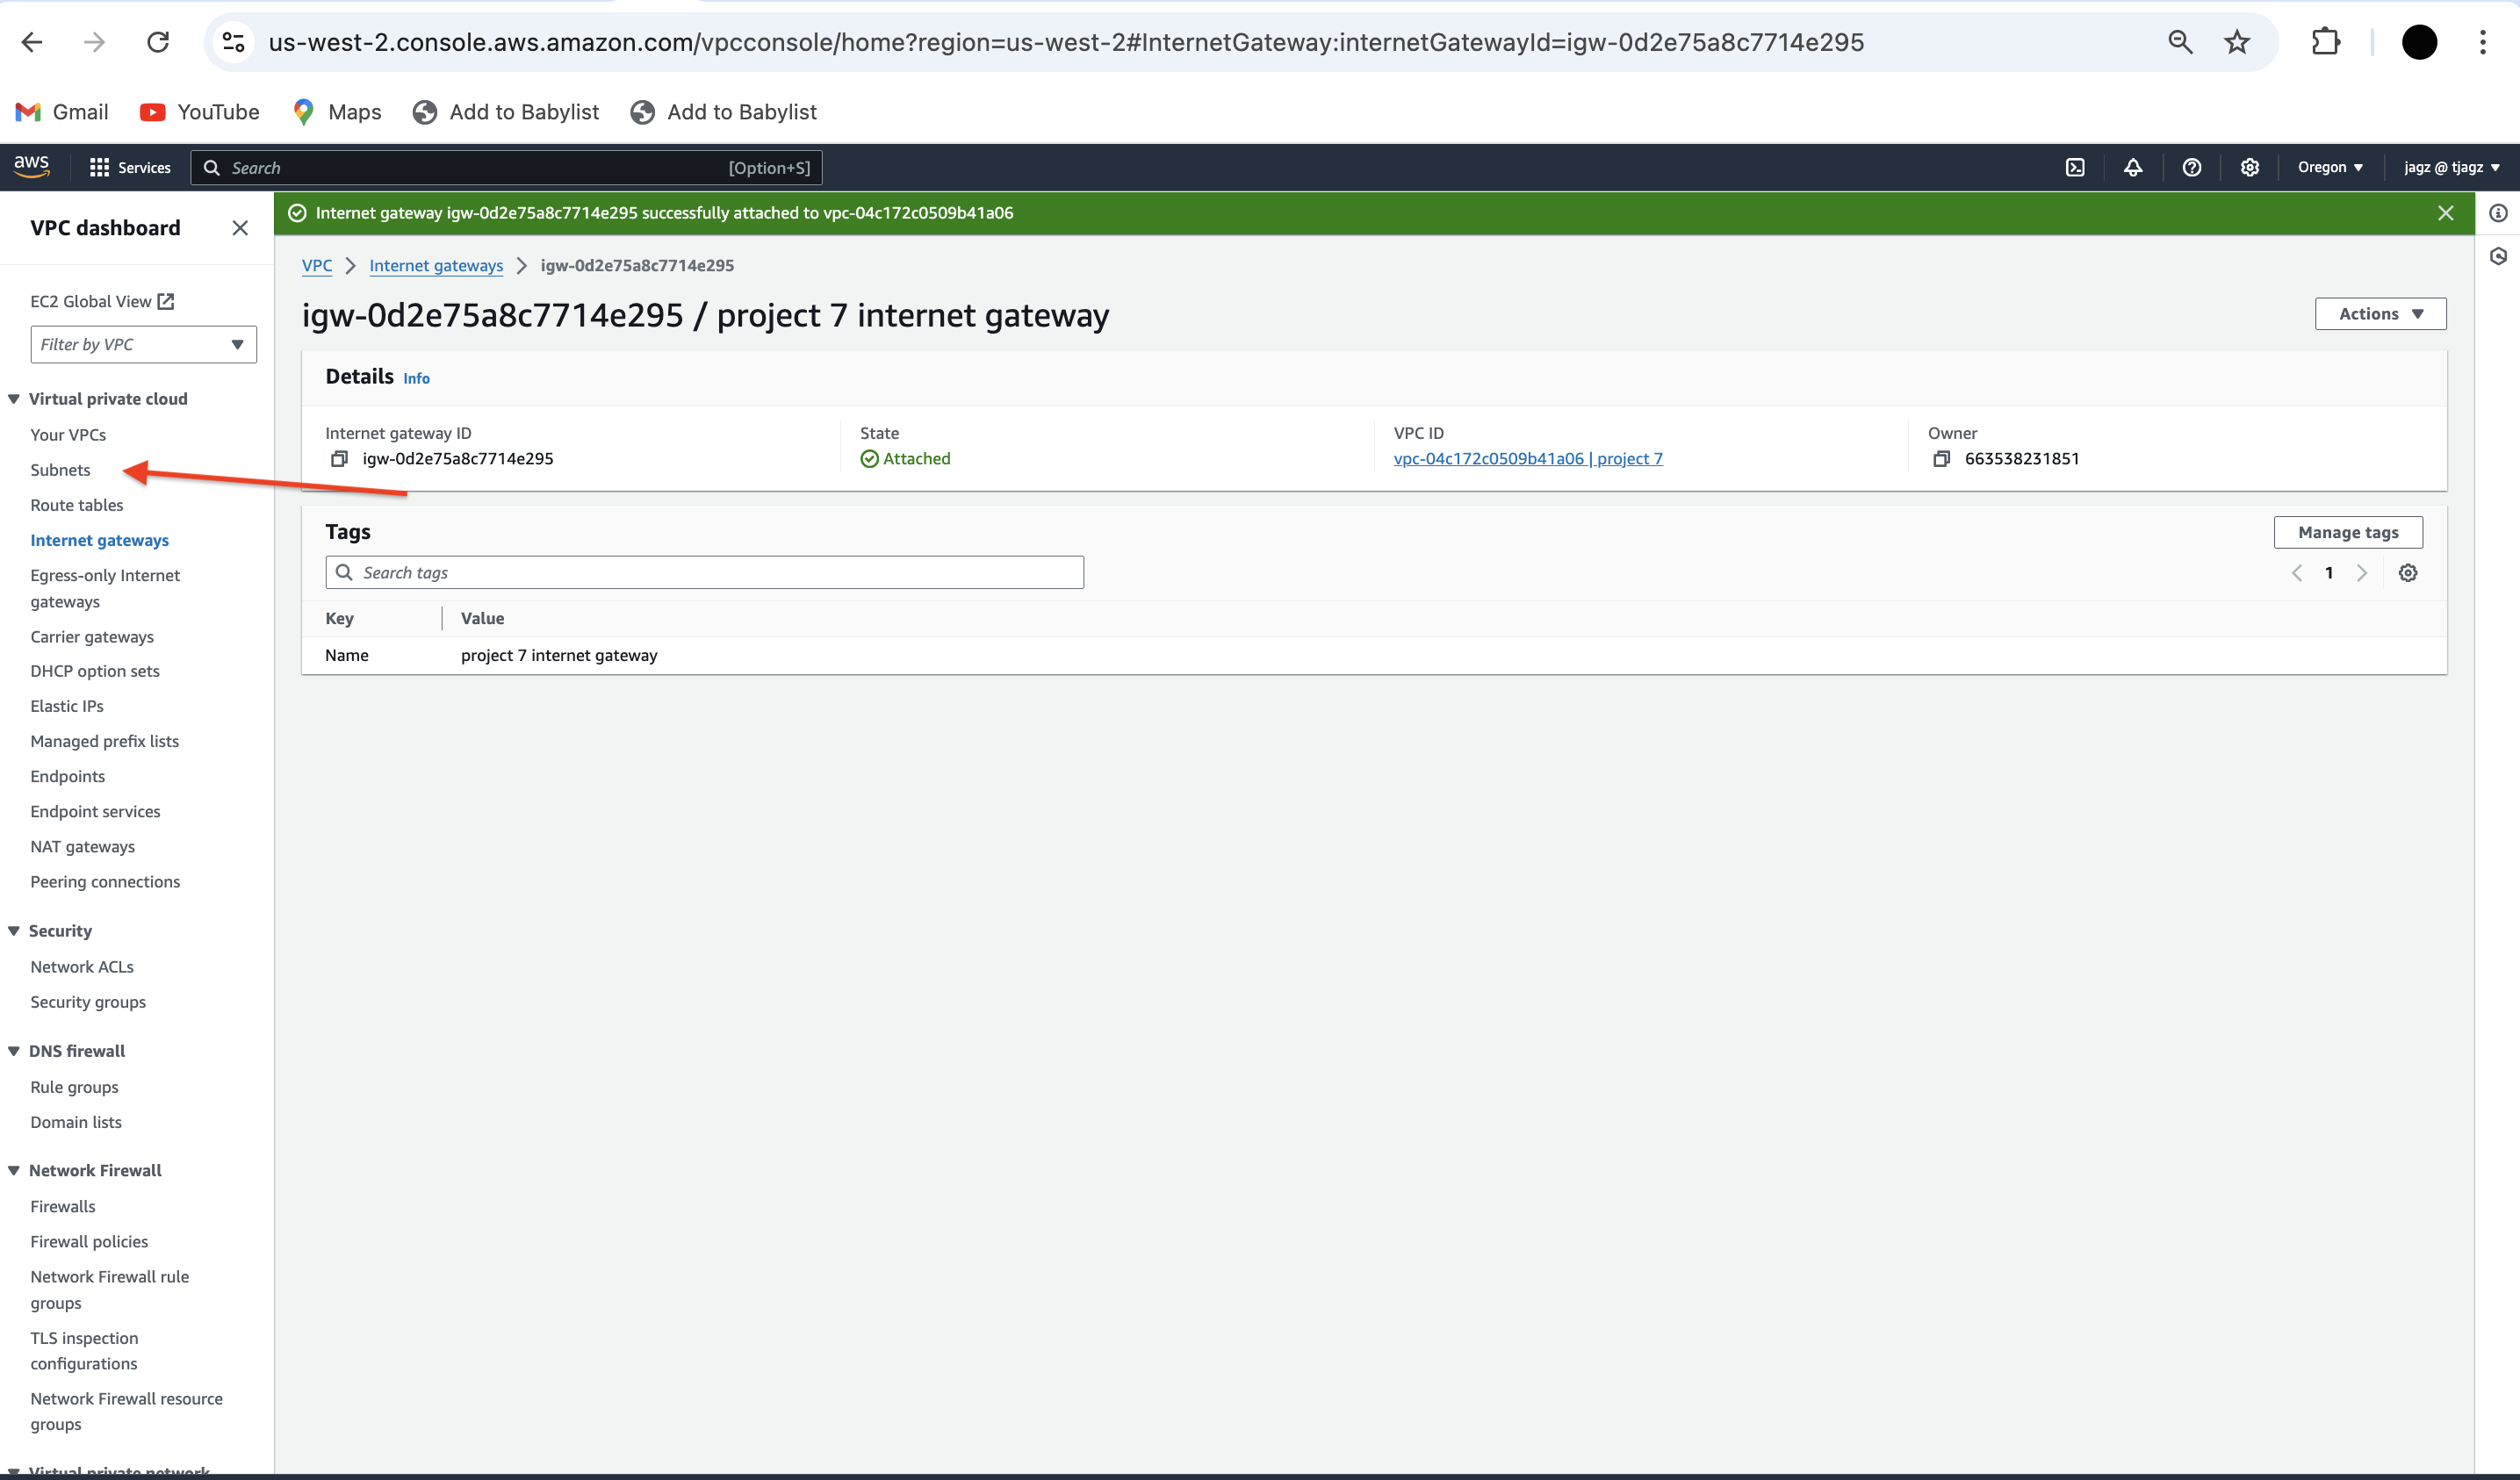 us-west-2.console.aws.amazon.com/vpcconsole/home?region=us-west-2#InternetGateway:internetGatewayId=igw-0d2e75a8c7714e295
Gmail YouTube Maps Add to Babylist Add to Babylist
aws Services Search [Option+S] Oregon jagz @ tjagz
Internet gateway igw-0d2e75a8c7714e295 successfully attached to vpc-04c172c0509b41a06
VPC dashboard
EC2 Global View
Filter by VPC
Virtual private cloud
Your VPCs
Subnets
Route tables
Internet gateways
Egress-only Internet
gateways
Carrier gateways
DHCP option sets
Elastic IPs
Managed prefix lists
Endpoints
Endpoint services
NAT gateways
Peering connections
Security
Network ACLs
Security groups
DNS firewall
Rule groups
Domain lists
Network Firewall
Firewalls
Firewall policies
Network Firewall rule
groups
TLS inspection
configurations
Network Firewall resource
groups
Virtual private network
VPC Internet gateways igw-0d2e75a8c7714e295
igw-0d2e75a8c7714e295 / project 7 internet gateway
Actions
Details Info
Internet gateway ID
igw-0d2e75a8c7714e295
State
Attached
VPC ID
vpc-04c172c0509b41a06 | project 7
Owner
663538231851
Tags
Manage tags
Search tags
1
Key Value
Name project 7 internet gateway